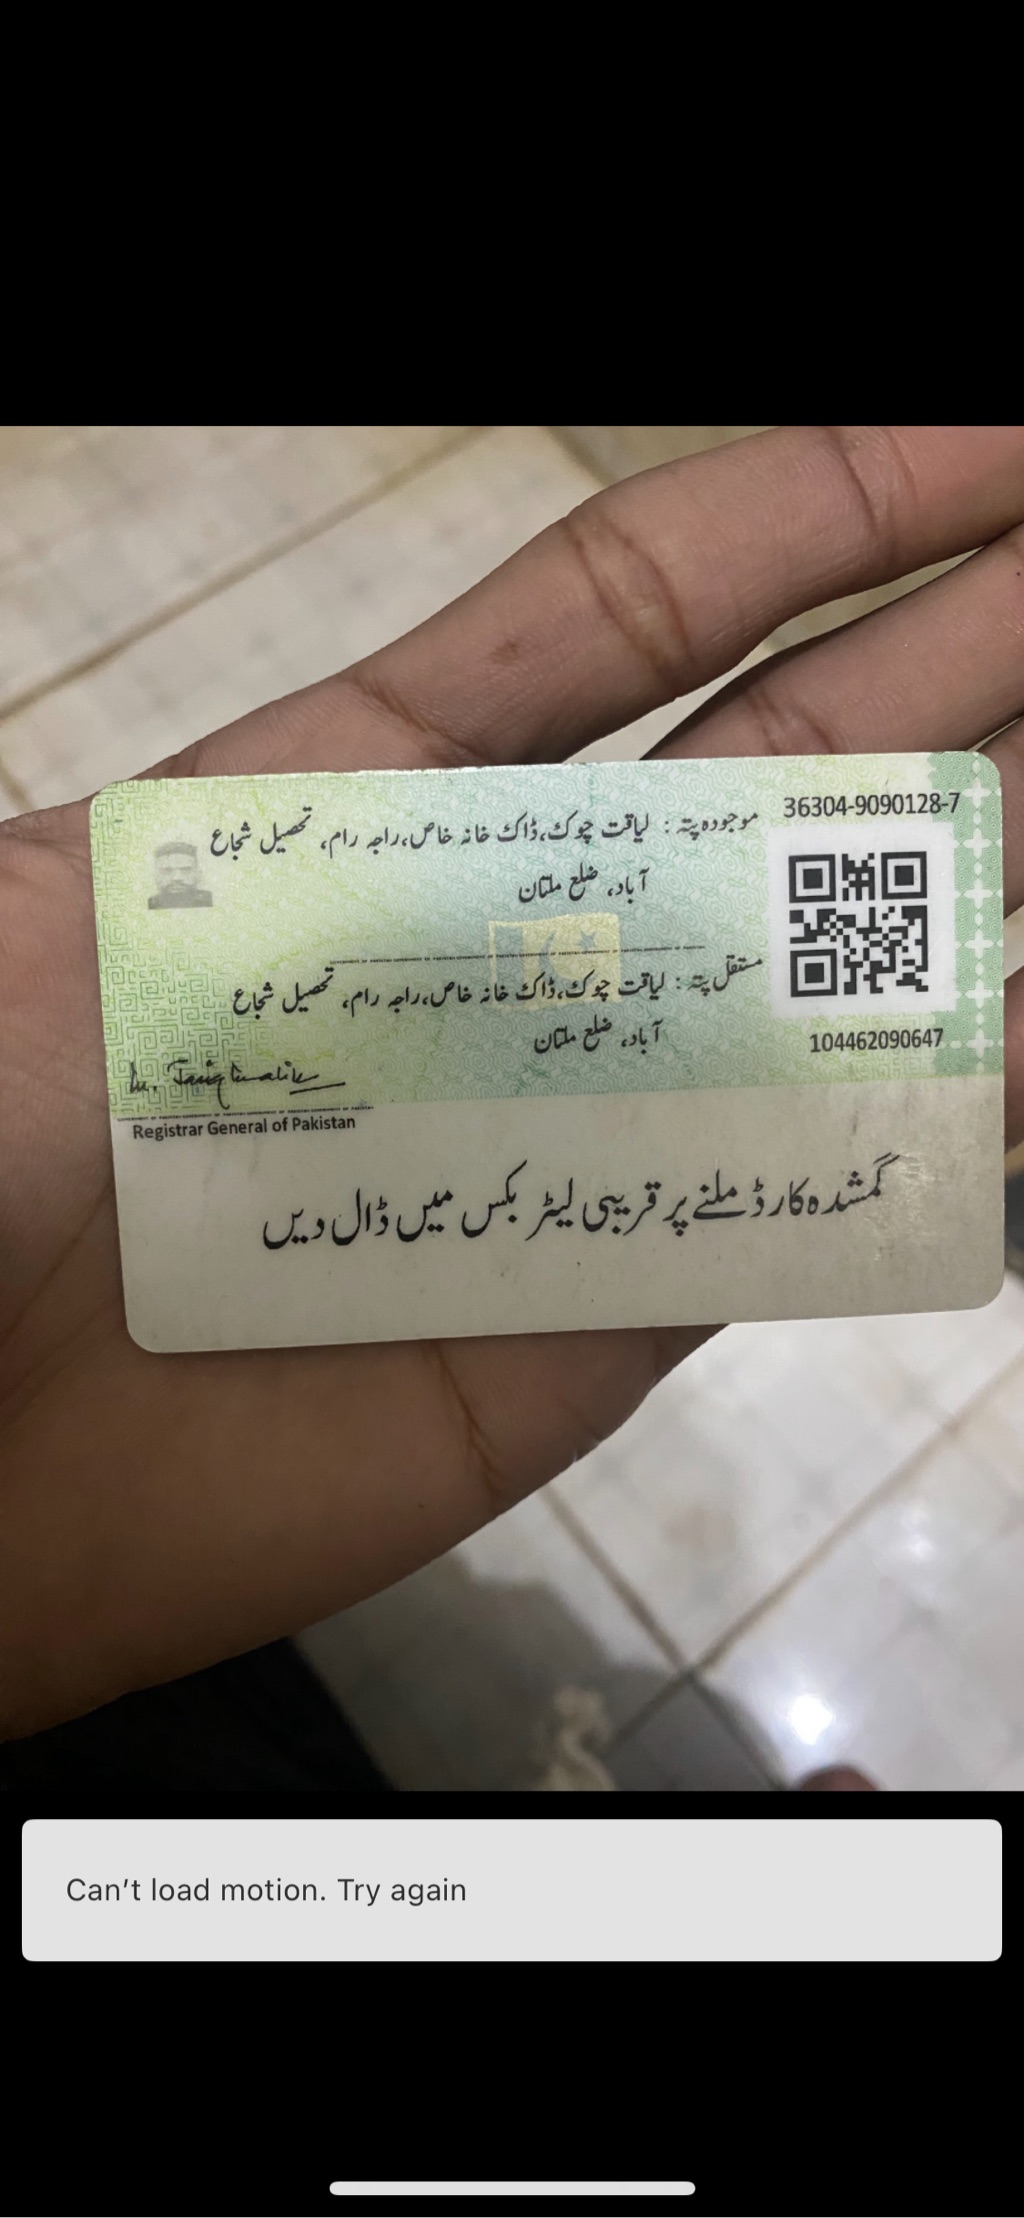 36304-9090128-7
موجودہ پتہ : لیاقت چوک،ڈاک خانہ خاص،راجہ رام، تحصیل شجاع
آباد، ضلع ملتان
مستقل پتہ : لیاقت چوک،ڈاک خانہ خاص،راجہ رام، تحصیل شجاع
آباد، ضلع ملتان
104462090647
Registrar General of Pakistan
گمشدہ کارڈ ملنے پر قریبی لیٹر بکس میں ڈال دیں
Can't load motion. Try again